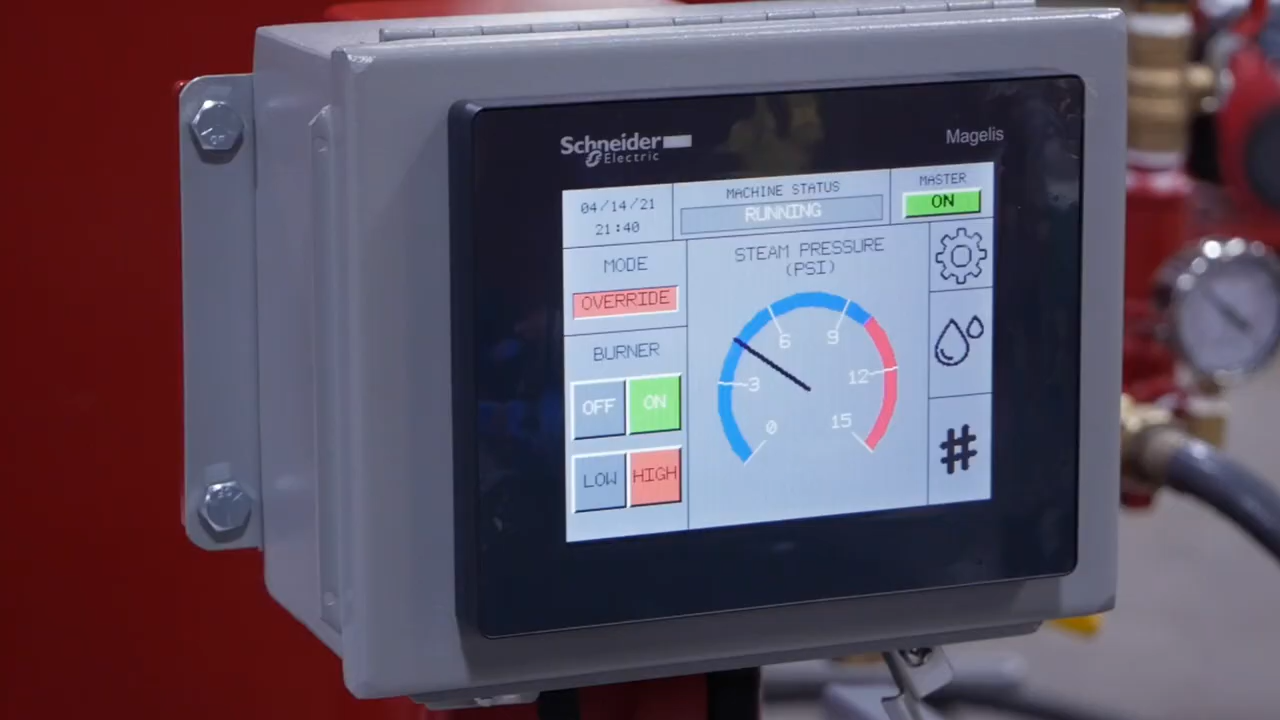 Schneider
Electric
Magelis
04/14/21
21:40
MACHINE STATUS
RUNNING
MASTER
ON
MODE
OVERRIDE
BURNER
OFF ON
LOW HIGH
STEAM PRESSURE
(PSI)
0
3
6
9
12
15